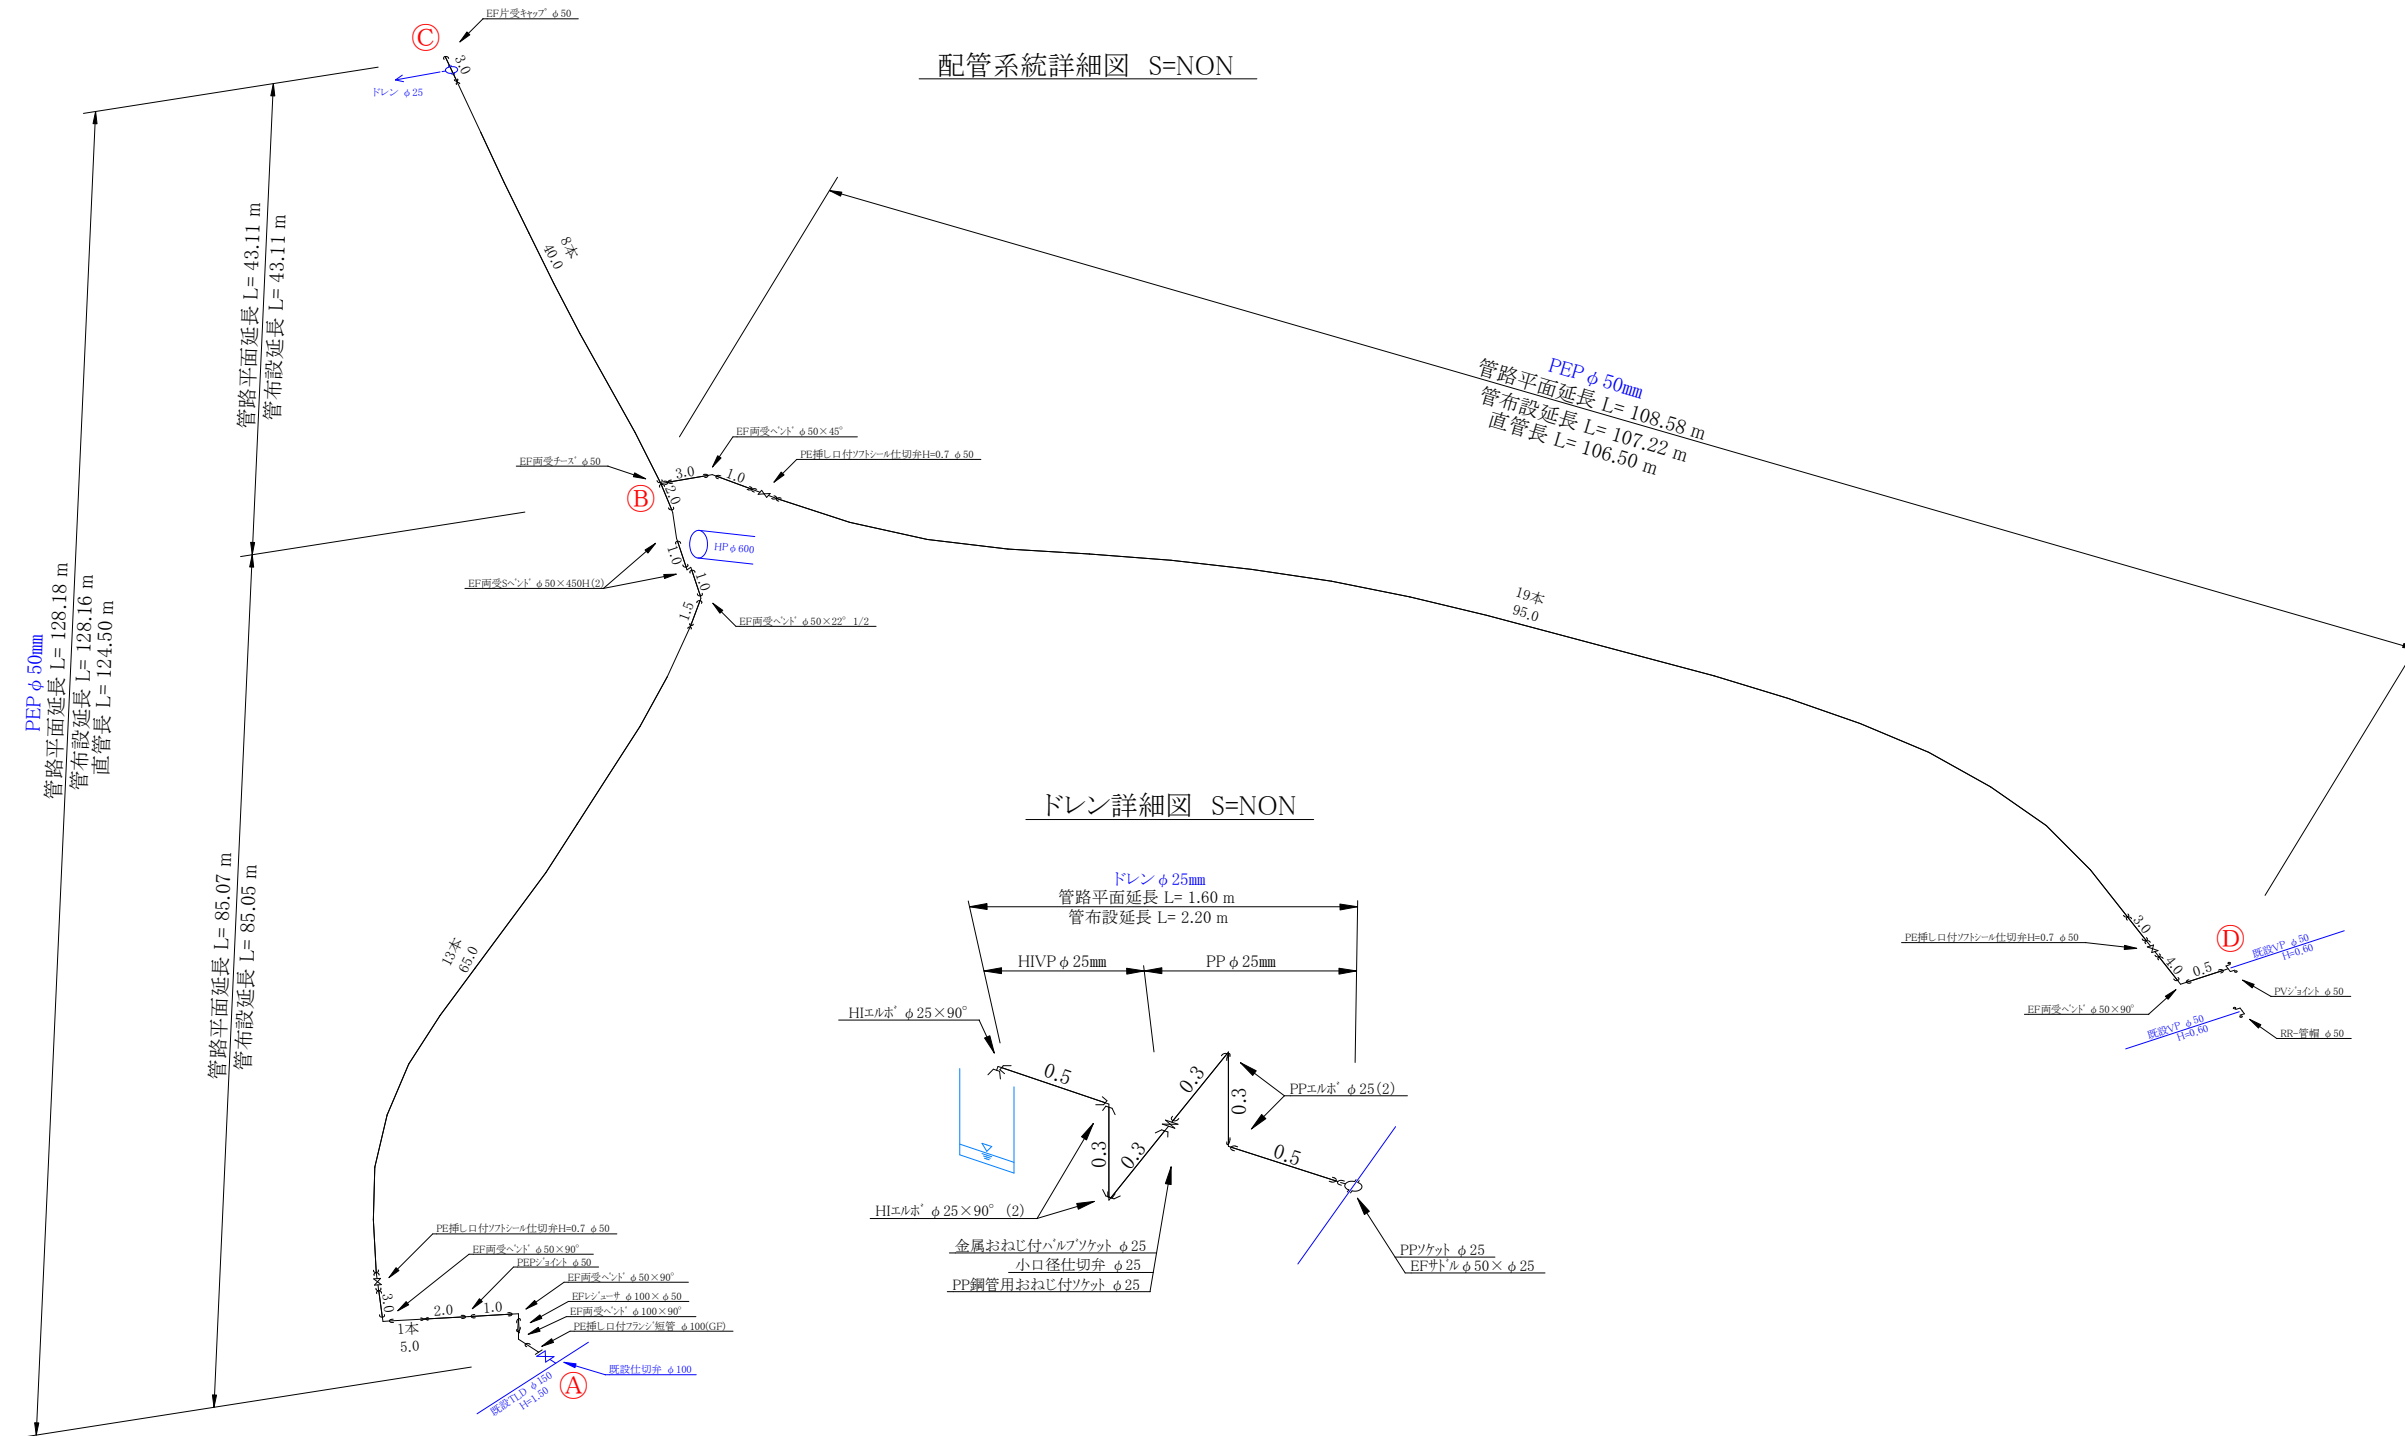 配管系統詳細図 S=NON
EF片受キャップ φ50
Ⓒ
3.0
ドレン φ25
8本
40.0
管路平面延長 L= 43.11 m
管布設延長 L= 43.11 m
PEPφ50mm
管路平面延長 L= 108.58 m
管布設延長 L= 107.22 m
直管長 L= 106.50 m
EF両受ベンド φ50×45°
PE挿し口付ソフトシール仕切弁H=0.7 φ50
EF両受チーズ φ50
3.0
1.0
Ⓑ
2.0
HPφ600
1.0
EF両受Sベンド φ50×450H(2)
1.0
1.5
EF両受ベンド φ50×22° 1/2
19本
95.0
PEPφ50mm
管路平面延長 L= 128.18 m
管布設延長 L= 128.16 m
直管長 L= 124.50 m
管路平面延長 L= 85.07 m
管布設延長 L= 85.05 m
13本
65.0
3.0
PE挿し口付ソフトシール仕切弁H=0.7 φ50
4.0
0.5
Ⓓ
既設VP φ50
H=0.60
PVジョイント φ50
EF両受ベンド φ50×90°
既設VP φ50
H=0.60
RR-管帽 φ50
PE挿し口付ソフトシール仕切弁H=0.7 φ50
EF両受ベンド φ50×90°
PEPジョイント φ50
EF両受ベンド φ50×90°
EFレジューサ φ100×φ50
EF両受ベンド φ100×90°
PE挿し口付フランジ短管 φ100(GF)
3.0
2.0
1.0
1本
5.0
既設仕切弁 φ100
Ⓐ
既設TLD φ150
H=1.50
ドレン詳細図 S=NON
ドレンφ25mm
管路平面延長 L= 1.60 m
管布設延長 L= 2.20 m
HIVPφ25mm
PPφ25mm
HIエルボ φ25×90°
0.5
0.3
0.3
0.3
0.3
0.5
PPエルボ φ25(2)
HIエルボ φ25×90° (2)
金属おねじ付バルブソケット φ25
小口径仕切弁 φ25
PP鋼管用おねじ付ソケット φ25
PPソケット φ25
EFサドルφ50×φ25